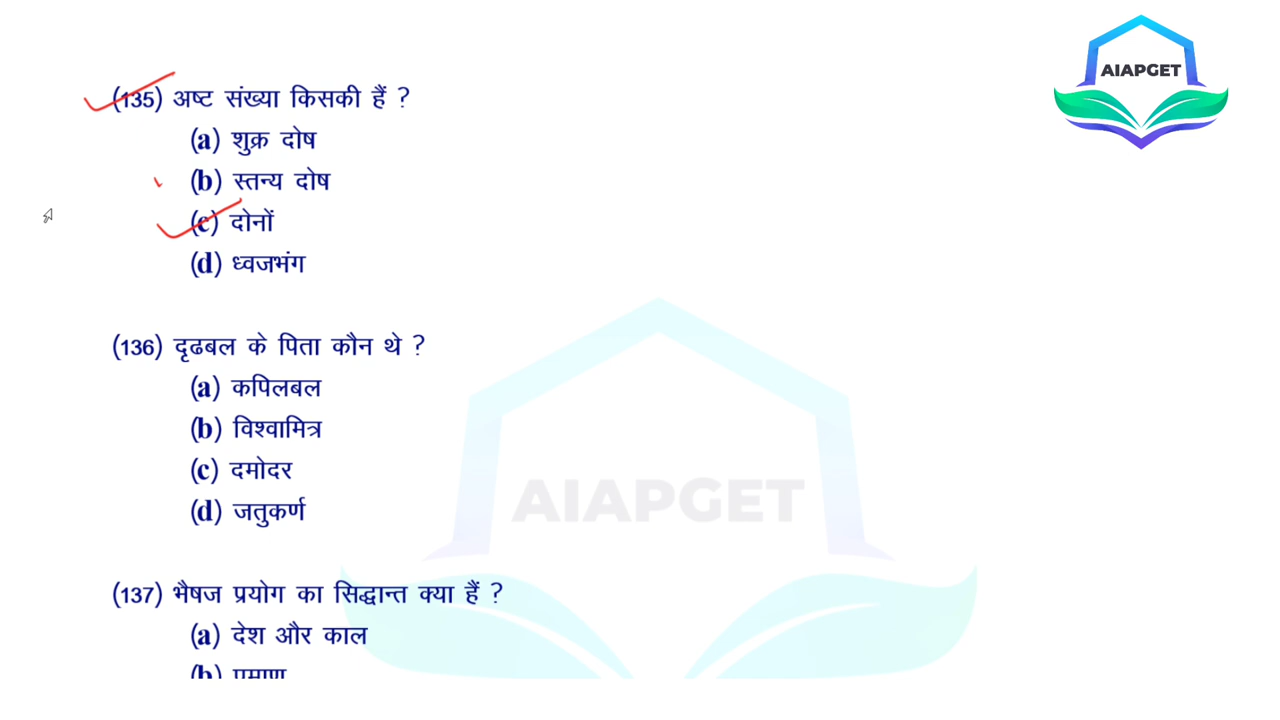 AIAPGET
(135) अष्ट संख्या किसकी हैं ?
(a) शुक्र दोष
(b) स्तन्य दोष
(c) दोनों
(d) ध्वजभंग
(136) दृढबल के पिता कौन थे ?
(a) कपिलबल
(b) विश्वामित्र
(c) दमोदर
(d) जतुकर्ण
AIAPGET
(137) भैषज प्रयोग का सिद्धान्त क्या हैं ?
(a) देश और काल
(b) प्रमाण